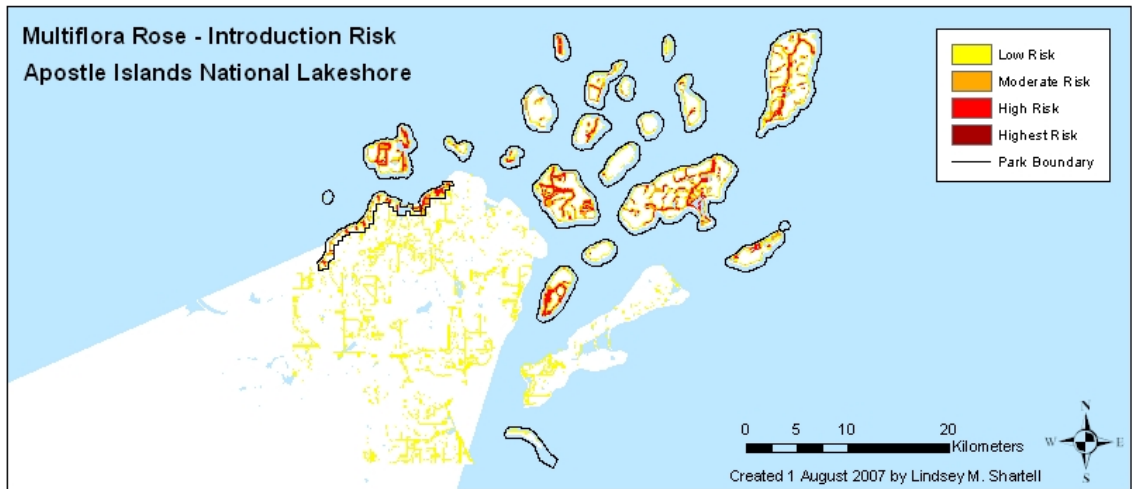 Multiflora Rose - Introduction Risk
Apostle Islands National Lakeshore
Low Risk
Moderate Risk
High Risk
Highest Risk
Park Boundary
N
W E
S
0 5 10 20
Kilometers
Created 1 August 2007 by Lindsey M. Shartell